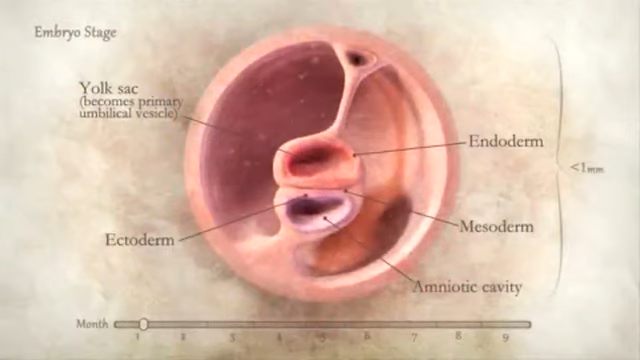 Embryo Stage
Yolk sac
(becomes primary
umbilical vesicle)
Endoderm
<1mm
Mesoderm
Ectoderm
Amniotic cavity
Month
1 2 3 4 5 6 7 8 9